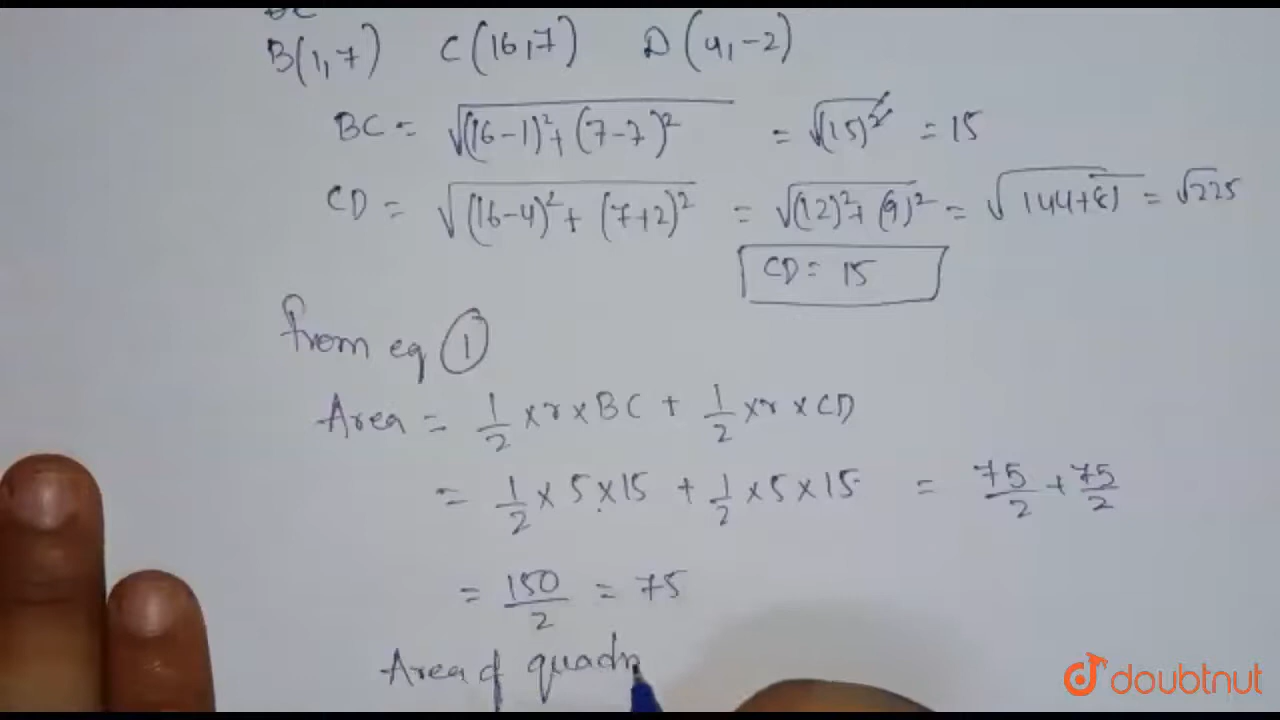 BC
B(1,7) C(16,7) D(4,-2)
BC = √(16-1)²+(7-7)² = √(15)² = 15
CD = √(16-4)²+(7+2)² = √(12)²+(9)² = √144+81 = √225
CD = 15
from eq ①
Area = 1/2 × r × BC + 1/2 × r × CD
= 1/2 × 5 × 15 + 1/2 × 5 × 15 = 75/2 + 75/2
= 150/2 = 75
Area of quadri
doubtnut